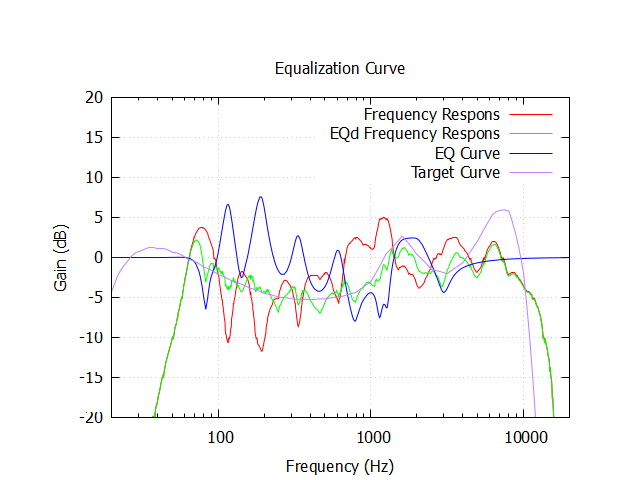 Equalization Curve
20
15
10
5
0
-5
-10
-15
-20
Gain (dB)
Frequency Respons
EQd Frequency Respons
EQ Curve
Target Curve
100
1000
10000
Frequency (Hz)